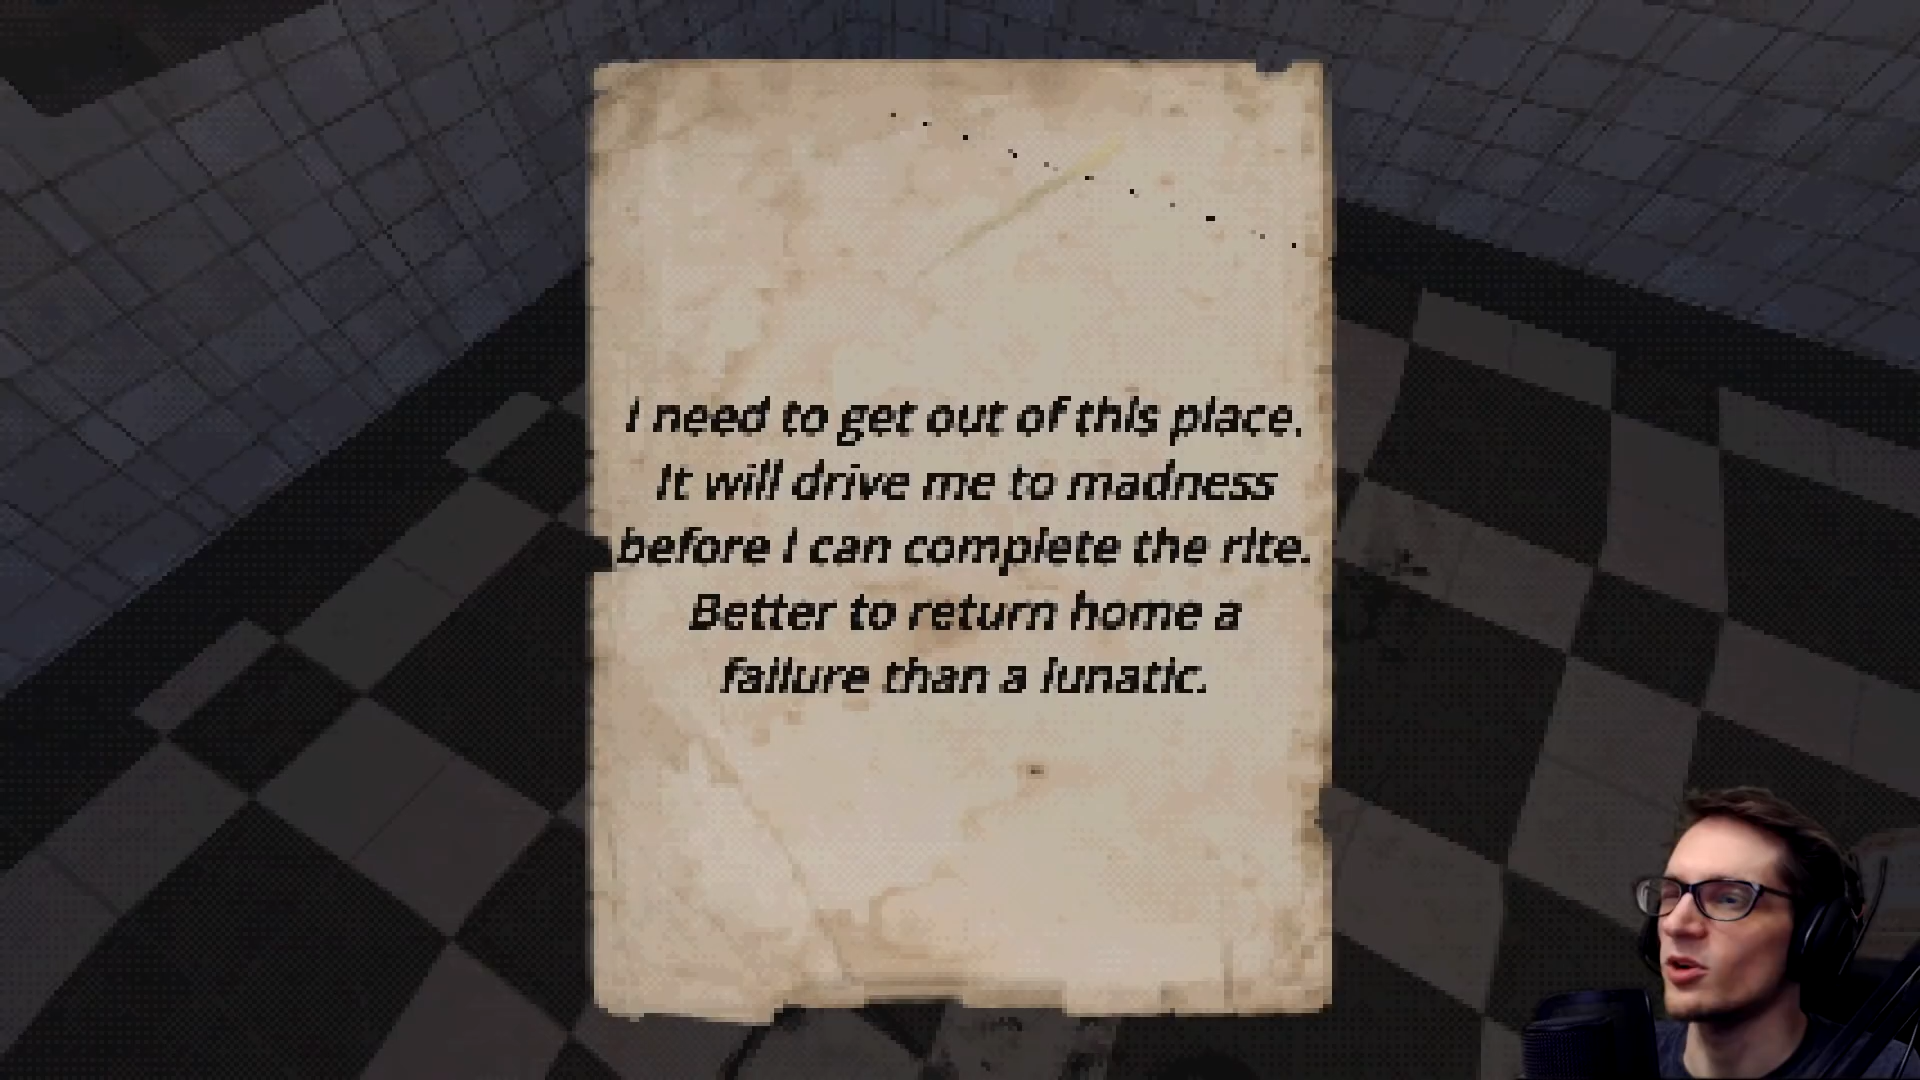 I need to get out of this place.
It will drive me to madness
before I can complete the rite.
Better to return home a
failure than a lunatic.